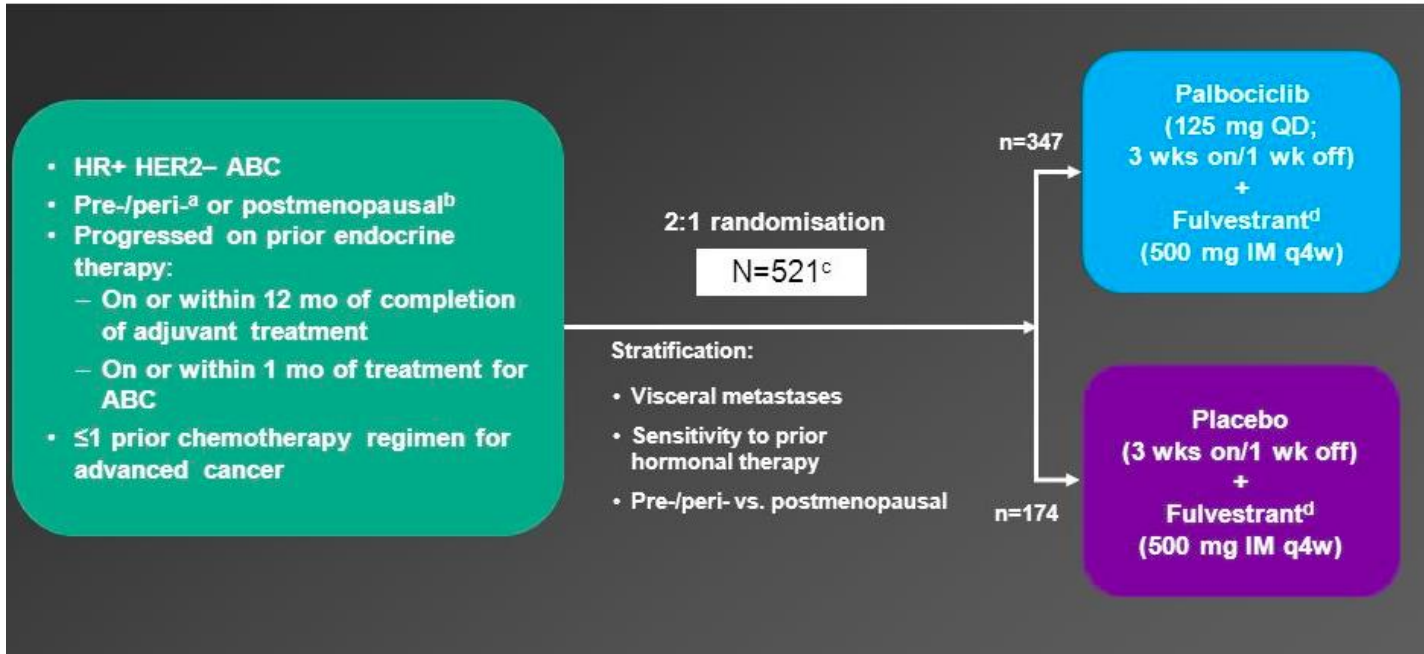 • HR+ HER2– ABC
• Pre-/peri-ᵃ or postmenopausalᵇ
• Progressed on prior endocrine
therapy:
– On or within 12 mo of completion
of adjuvant treatment
– On or within 1 mo of treatment for
ABC
• ≤1 prior chemotherapy regimen for
advanced cancer
2:1 randomisation
N=521ᶜ
Stratification:
• Visceral metastases
• Sensitivity to prior
hormonal therapy
• Pre-/peri- vs. postmenopausal
n=347
Palbociclib
(125 mg QD;
3 wks on/1 wk off)
+
Fulvestrantᵈ
(500 mg IM q4w)
n=174
Placebo
(3 wks on/1 wk off)
+
Fulvestrantᵈ
(500 mg IM q4w)